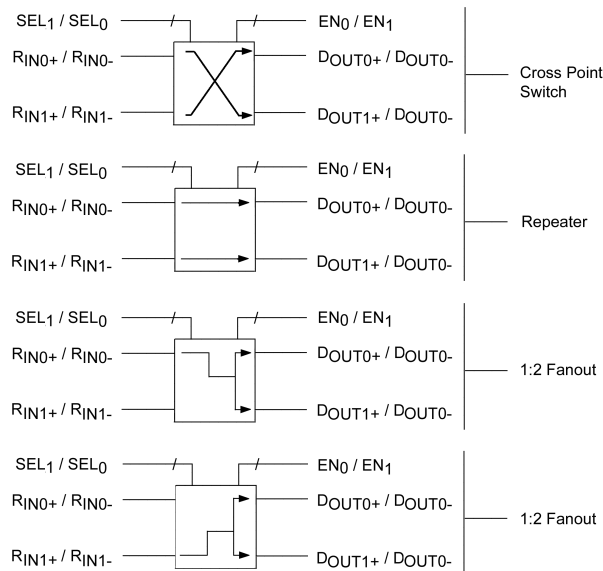 SEL1 / SEL0 EN0 / EN1
RIN0+ / RIN0- DOUT0+ / DOUT0-
Cross Point
Switch
RIN1+ / RIN1- DOUT1+ / DOUT0-
SEL1 / SEL0 EN0 / EN1
RIN0+ / RIN0- DOUT0+ / DOUT0-
Repeater
RIN1+ / RIN1- DOUT1+ / DOUT0-
SEL1 / SEL0 EN0 / EN1
RIN0+ / RIN0- DOUT0+ / DOUT0-
1:2 Fanout
RIN1+ / RIN1- DOUT1+ / DOUT0-
SEL1 / SEL0 EN0 / EN1
RIN0+ / RIN0- DOUT0+ / DOUT0-
1:2 Fanout
RIN1+ / RIN1- DOUT1+ / DOUT0-